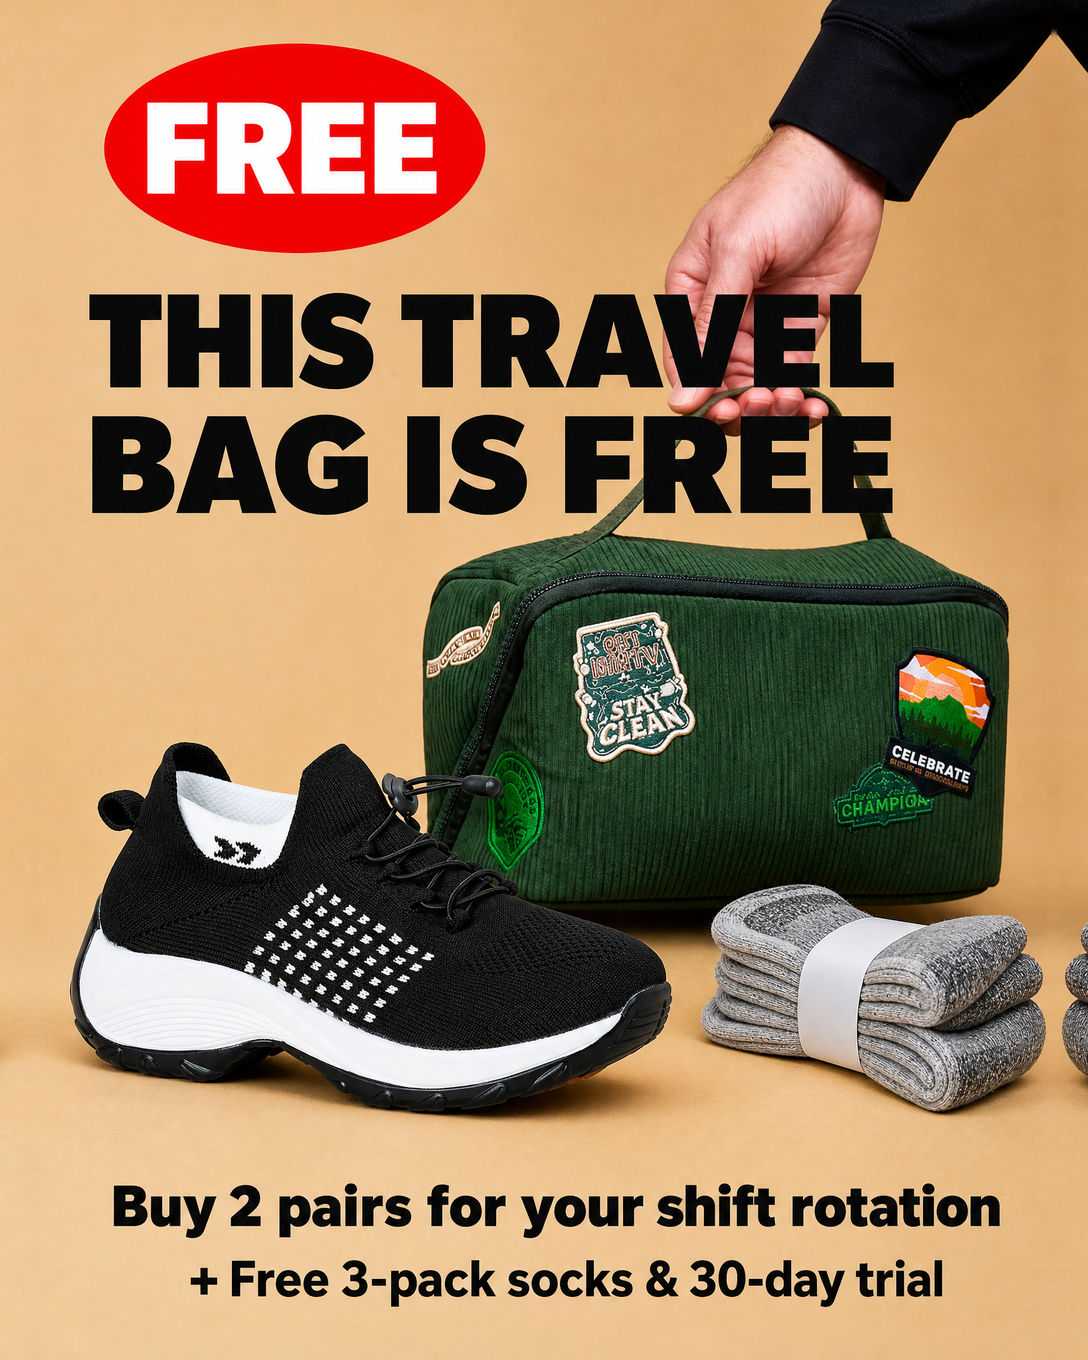 FREE
THIS TRAVEL
BAG IS FREE
STAY
CLEAN
CELEBRATE
CHAMPION
Buy 2 pairs for your shift rotation
+ Free 3-pack socks & 30-day trial